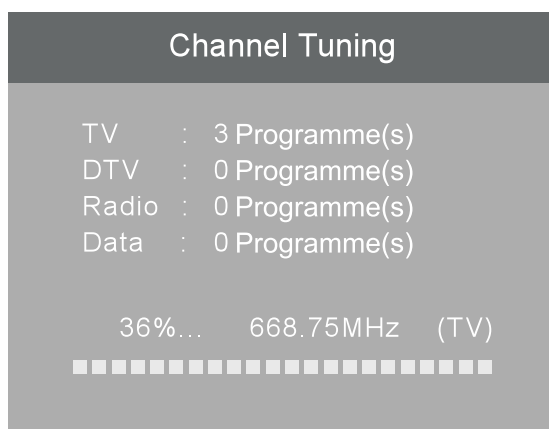 Channel Tuning
TV : 3 Programme(s)
DTV : 0 Programme(s)
Radio : 0 Programme(s)
Data : 0 Programme(s)
36%... 668.75MHz (TV)